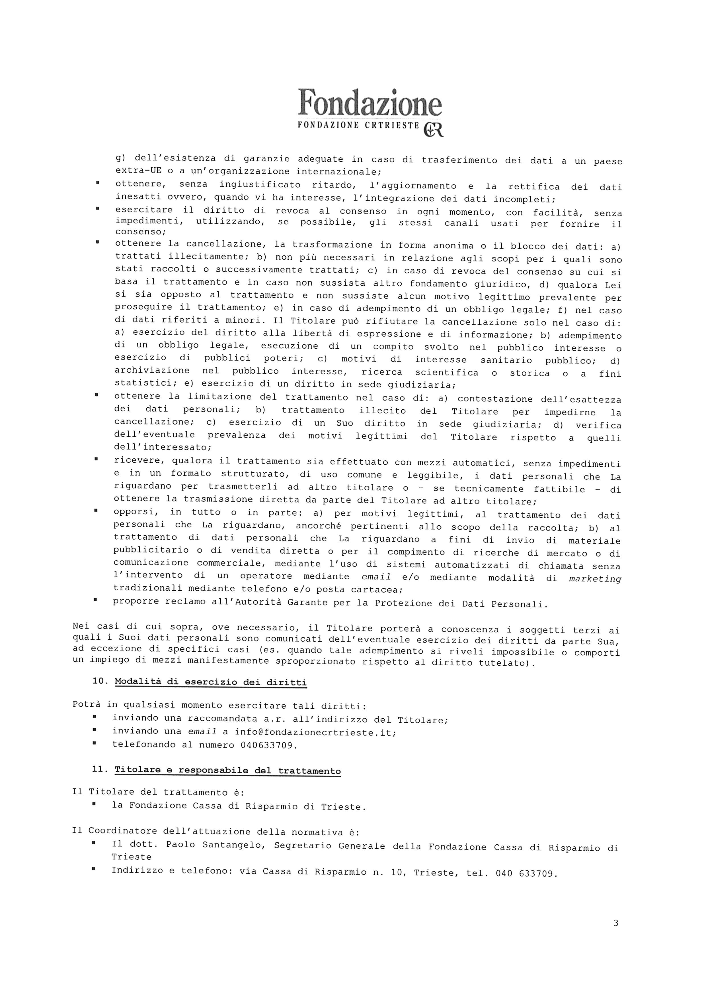 Fondazione
FONDAZIONE CRTRIESTE CR
g) dell'esistenza di garanzie adeguate in caso di trasferimento dei dati a un paese
extra-UE o a un'organizzazione internazionale;
▪ ottenere, senza ingiustificato ritardo, l'aggiornamento e la rettifica dei dati
inesatti ovvero, quando vi ha interesse, l'integrazione dei dati incompleti;
▪ esercitare il diritto di revoca al consenso in ogni momento, con facilità, senza
impedimenti, utilizzando, se possibile, gli stessi canali usati per fornire il
consenso;
▪ ottenere la cancellazione, la trasformazione in forma anonima o il blocco dei dati: a)
trattati illecitamente; b) non più necessari in relazione agli scopi per i quali sono
stati raccolti o successivamente trattati; c) in caso di revoca del consenso su cui si
basa il trattamento e in caso non sussista altro fondamento giuridico, d) qualora Lei
si sia opposto al trattamento e non sussiste alcun motivo legittimo prevalente per
proseguire il trattamento; e) in caso di adempimento di un obbligo legale; f) nel caso
di dati riferiti a minori. Il Titolare può rifiutare la cancellazione solo nel caso di:
a) esercizio del diritto alla libertà di espressione e di informazione; b) adempimento
di un obbligo legale, esecuzione di un compito svolto nel pubblico interesse o
esercizio di pubblici poteri; c) motivi di interesse sanitario pubblico; d)
archiviazione nel pubblico interesse, ricerca scientifica o storica o a fini
statistici; e) esercizio di un diritto in sede giudiziaria;
▪ ottenere la limitazione del trattamento nel caso di: a) contestazione dell'esattezza
dei dati personali; b) trattamento illecito del Titolare per impedirne la
cancellazione; c) esercizio di un Suo diritto in sede giudiziaria; d) verifica
dell'eventuale prevalenza dei motivi legittimi del Titolare rispetto a quelli
dell'interessato;
▪ ricevere, qualora il trattamento sia effettuato con mezzi automatici, senza impedimenti
e in un formato strutturato, di uso comune e leggibile, i dati personali che La
riguardano per trasmetterli ad altro titolare o – se tecnicamente fattibile – di
ottenere la trasmissione diretta da parte del Titolare ad altro titolare;
▪ opporsi, in tutto o in parte: a) per motivi legittimi, al trattamento dei dati
personali che La riguardano, ancorché pertinenti allo scopo della raccolta; b) al
trattamento di dati personali che La riguardano a fini di invio di materiale
pubblicitario o di vendita diretta o per il compimento di ricerche di mercato o di
comunicazione commerciale, mediante l'uso di sistemi automatizzati di chiamata senza
l'intervento di un operatore mediante email e/o mediante modalità di marketing
tradizionali mediante telefono e/o posta cartacea;
▪ proporre reclamo all'Autorità Garante per la Protezione dei Dati Personali.
Nei casi di cui sopra, ove necessario, il Titolare porterà a conoscenza i soggetti terzi ai
quali i Suoi dati personali sono comunicati dell'eventuale esercizio dei diritti da parte Sua,
ad eccezione di specifici casi (es. quando tale adempimento si riveli impossibile o comporti
un impiego di mezzi manifestamente sproporzionato rispetto al diritto tutelato).
10. Modalità di esercizio dei diritti
Potrà in qualsiasi momento esercitare tali diritti:
▪ inviando una raccomandata a.r. all'indirizzo del Titolare;
▪ inviando una email a info@fondazionecrtrieste.it;
▪ telefonando al numero 040633709.
11. Titolare e responsabile del trattamento
Il Titolare del trattamento è:
▪ la Fondazione Cassa di Risparmio di Trieste.
Il Coordinatore dell'attuazione della normativa è:
▪ Il dott. Paolo Santangelo, Segretario Generale della Fondazione Cassa di Risparmio di
Trieste
▪ Indirizzo e telefono: via Cassa di Risparmio n. 10, Trieste, tel. 040 633709.
3